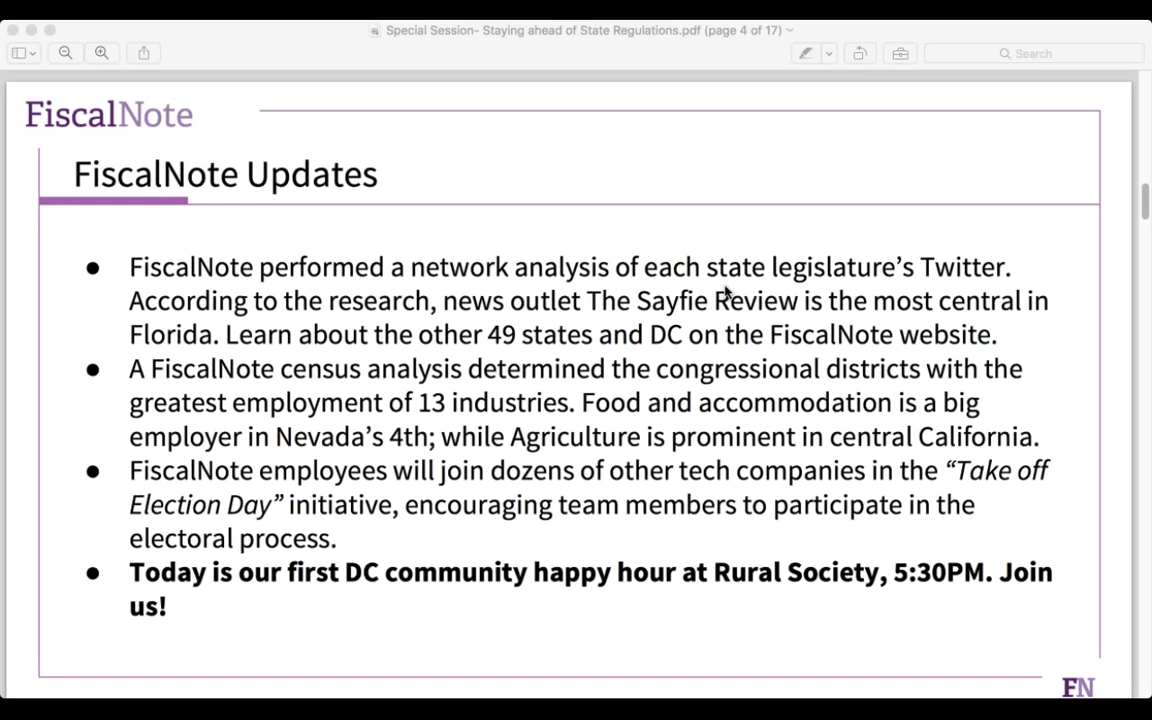 Special Session- Staying ahead of State Regulations.pdf (page 4 of 17)
Search
FiscalNote
FiscalNote Updates
● FiscalNote performed a network analysis of each state legislature’s Twitter.
According to the research, news outlet The Sayfie Review is the most central in
Florida. Learn about the other 49 states and DC on the FiscalNote website.
● A FiscalNote census analysis determined the congressional districts with the
greatest employment of 13 industries. Food and accommodation is a big
employer in Nevada’s 4th; while Agriculture is prominent in central California.
● FiscalNote employees will join dozens of other tech companies in the “Take off
Election Day” initiative, encouraging team members to participate in the
electoral process.
● Today is our first DC community happy hour at Rural Society, 5:30PM. Join
us!
FN